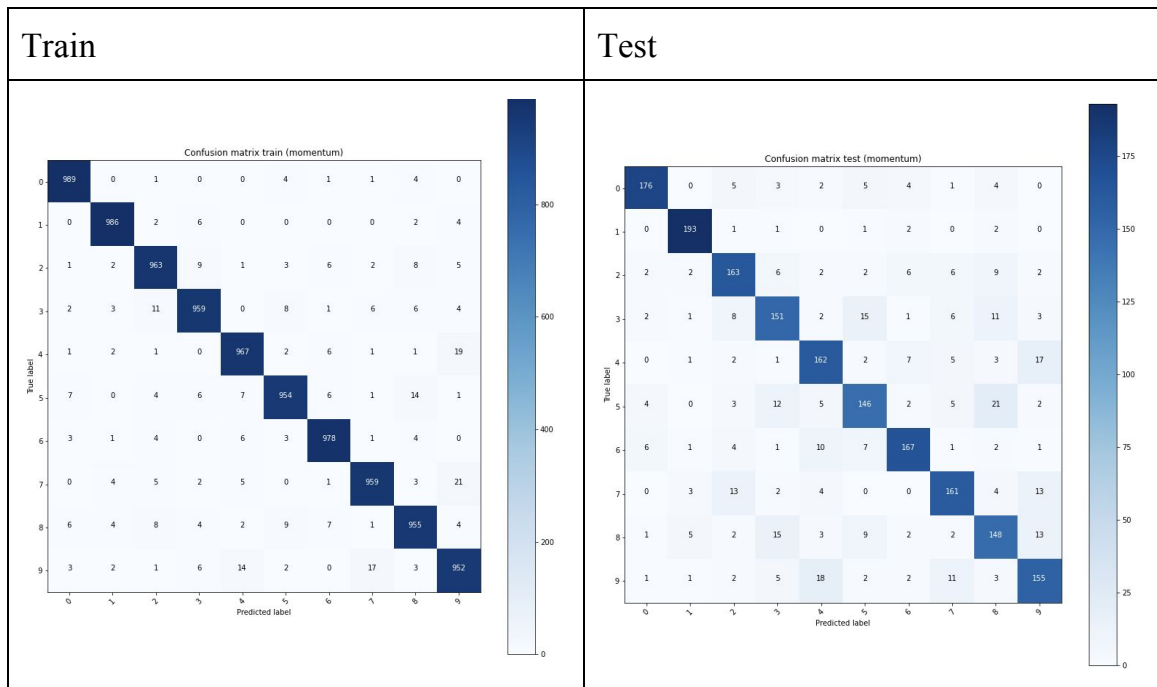 Train
Test
Confusion matrix train (momentum)
0 989 0 1 0 0 4 1 1 4 0
1 0 986 2 6 0 0 0 0 2 4
2 1 2 963 9 1 3 6 2 8 5
3 2 3 11 959 0 8 1 6 6 4
4 1 2 1 0 967 2 6 1 1 19
5 7 0 4 6 7 954 6 1 14 1
6 3 1 4 0 6 3 978 1 4 0
7 0 4 5 2 5 0 1 959 3 21
8 6 4 8 4 2 9 7 1 955 4
9 3 2 1 6 14 2 0 17 3 952
0 1 2 3 4 5 6 7 8 9
True label
Predicted label
800
600
400
200
0
Confusion matrix test (momentum)
0 176 0 5 3 2 5 4 1 4 0
1 0 193 1 1 0 1 2 0 2 0
2 2 2 163 6 2 2 6 6 9 2
3 2 1 8 151 2 15 1 6 11 3
4 0 1 2 1 162 2 7 5 3 17
5 4 0 3 12 5 146 2 5 21 2
6 6 1 4 1 10 7 167 1 2 1
7 0 3 13 2 4 0 0 161 4 13
8 1 5 2 15 3 9 2 2 148 13
9 1 1 2 5 18 2 2 11 3 155
0 1 2 3 4 5 6 7 8 9
True label
Predicted label
175
150
125
100
75
50
25
0